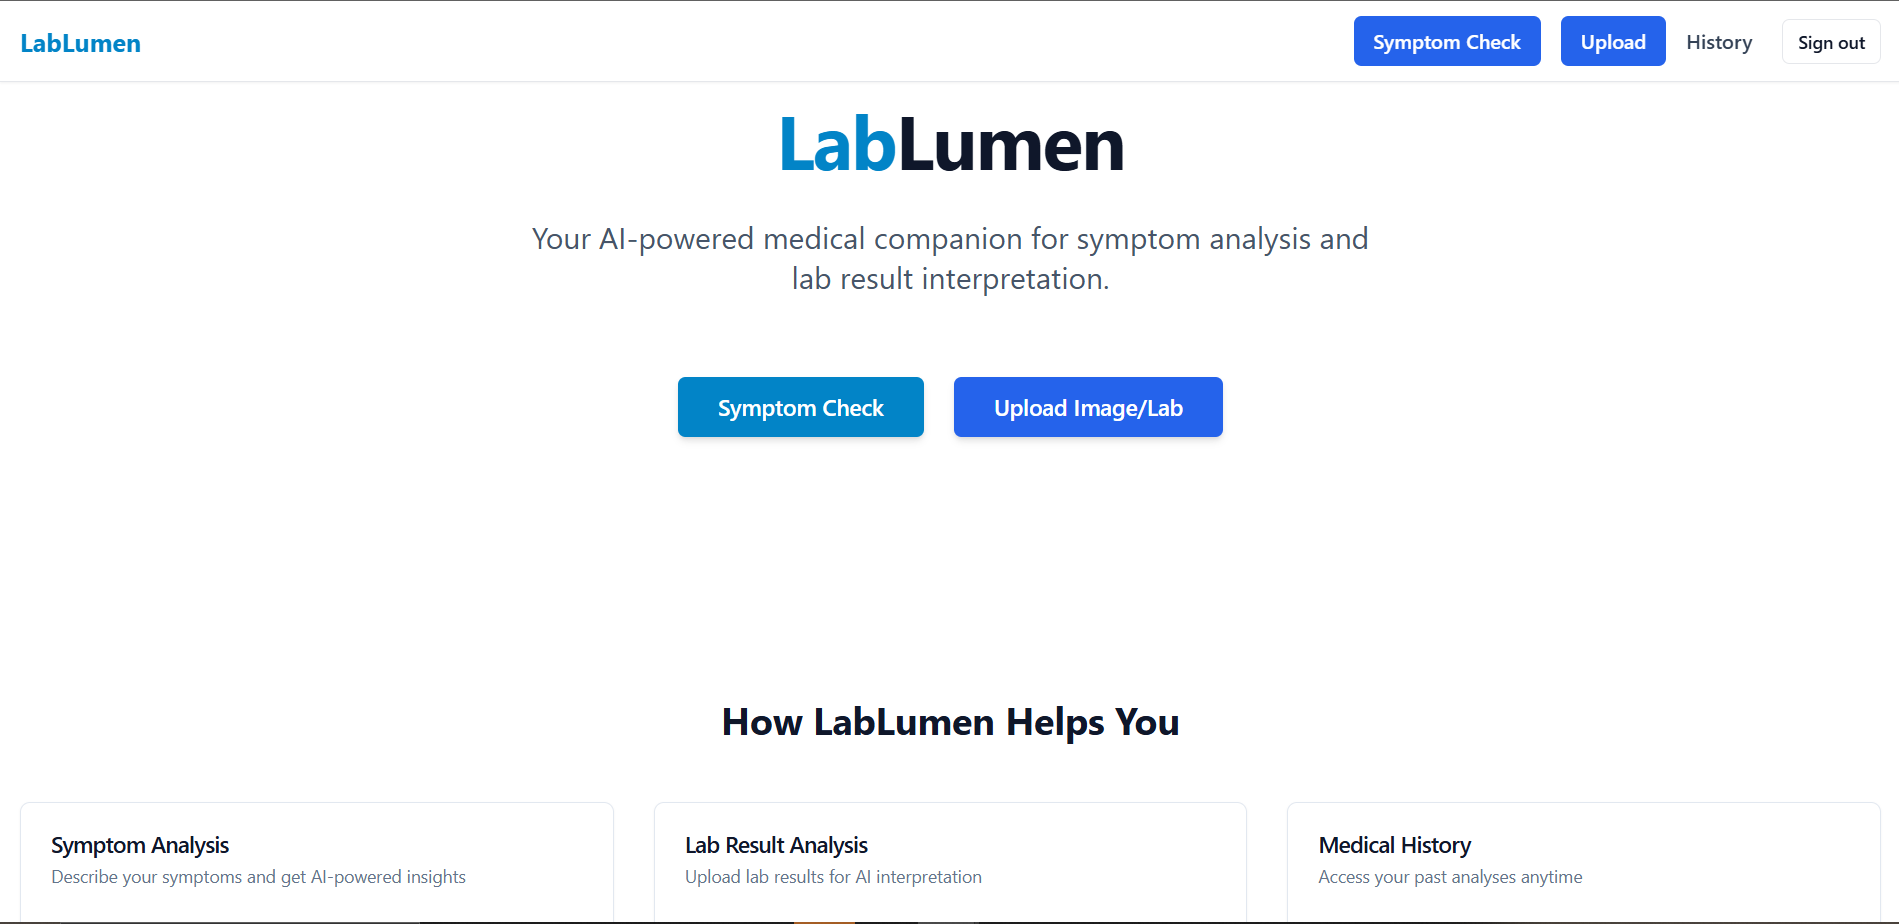 LabLumen
Symptom Check
Upload
History
Sign out
LabLumen
Your AI-powered medical companion for symptom analysis and
lab result interpretation.
Symptom Check
Upload Image/Lab
How LabLumen Helps You
Symptom Analysis
Describe your symptoms and get AI-powered insights
Lab Result Analysis
Upload lab results for AI interpretation
Medical History
Access your past analyses anytime